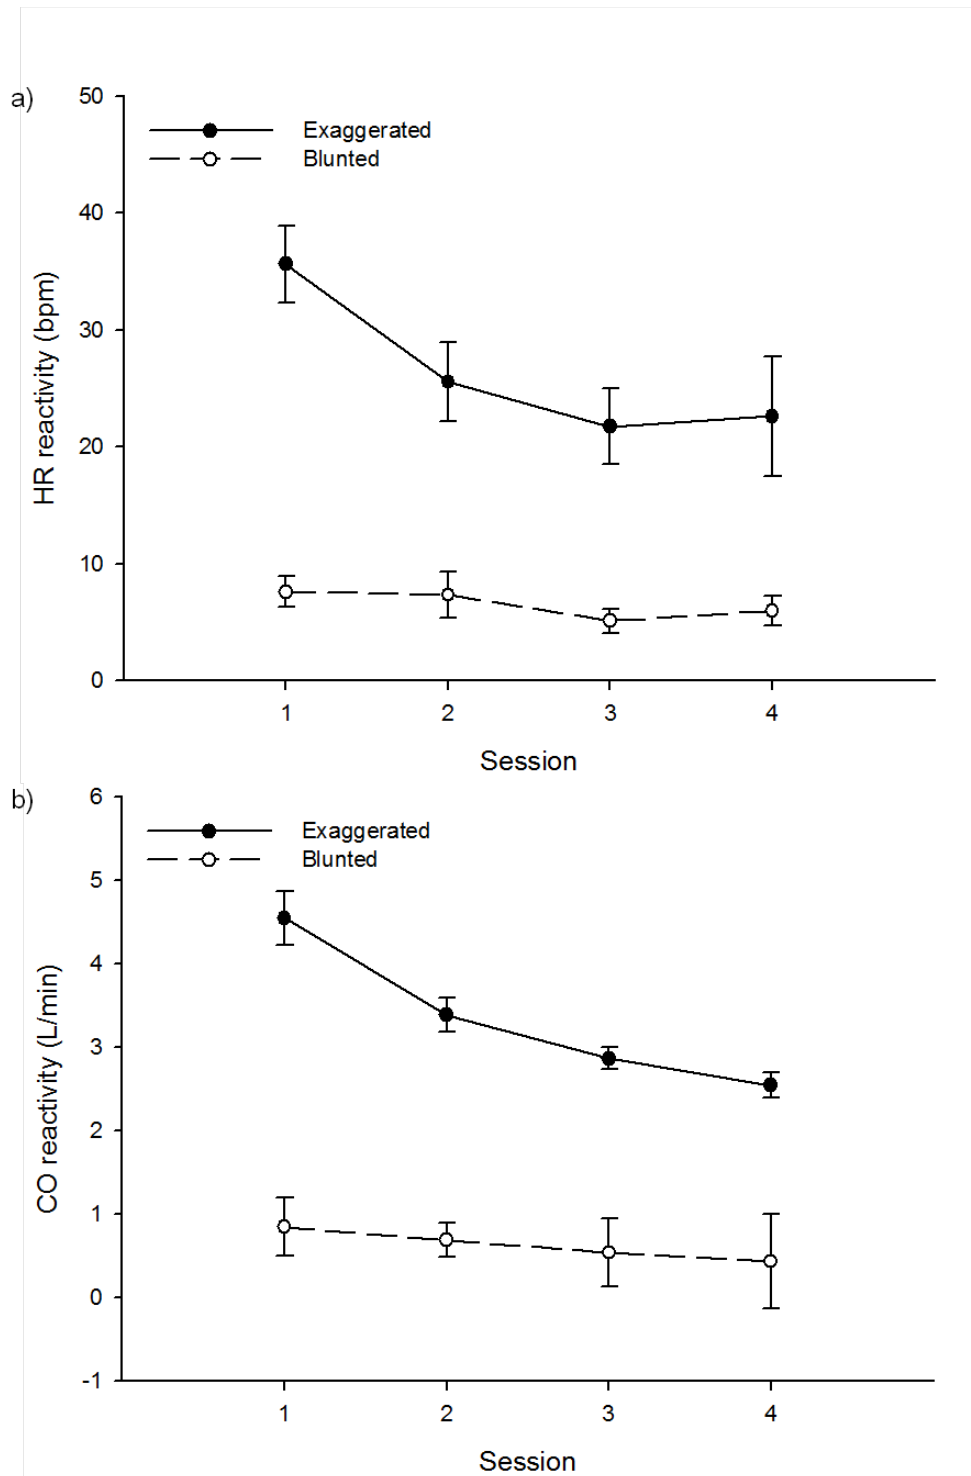 a)
50
Exaggerated
Blunted
40
30
20
10
0
HR reactivity (bpm)
1 2 3 4
Session
b)
6
Exaggerated
Blunted
5
4
3
2
1
0
-1
CO reactivity (L/min)
1 2 3 4
Session